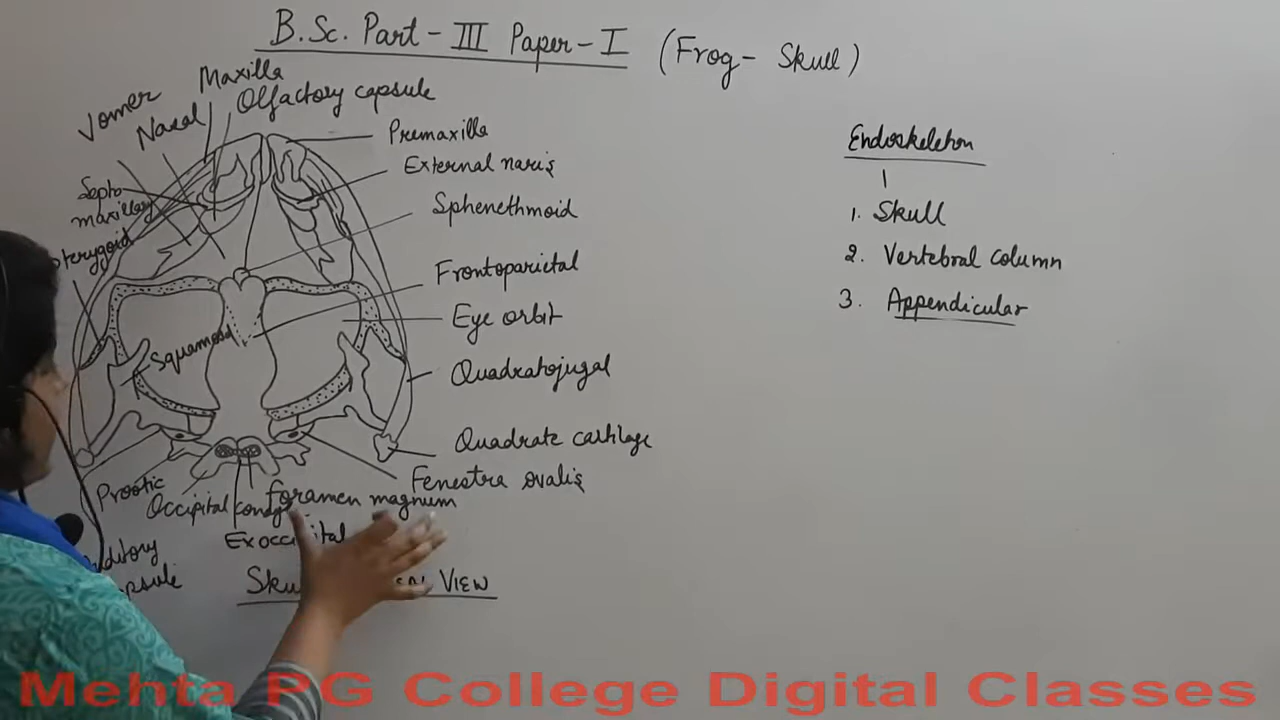 B.Sc. Part - III Paper - I (Frog - Skull)
Maxilla
Olfactory capsule
Vomer
Nasal
Premaxilla
External naris
Septo
maxillary
Sphenethmoid
Frontoparietal
Eye orbit
Squamosal
Quadratojugal
Quadrate cartilage
Fenestra ovalis
Prootic
Foramen magnum
Occipital
View
Endoskeleton
1. Skull
2. Vertebral column
3. Appendicular
Mehta PG College Digital Classes